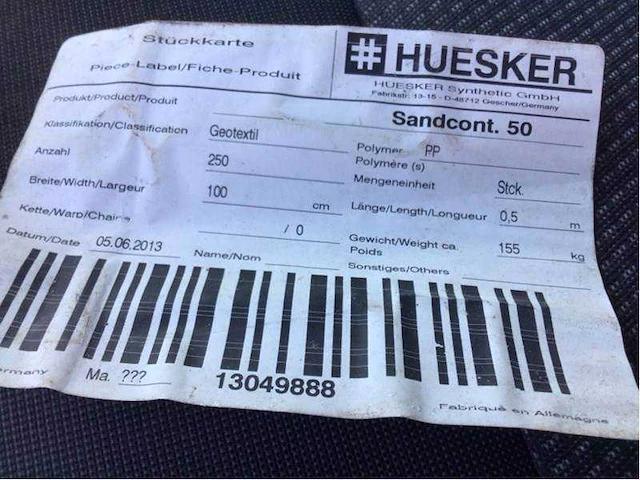 Stückkarte
Piece-Label/Fiche-Produit
# HUESKER
HUESKER Synthetic GmbH
Fabrikstr. 13-15 - D-48712 Gescher/Germany
Produkt/Product/Produit Sandcont. 50
Klassifikation/Classification Geotextil Polymer PP
Polymère (s)
Anzahl 250 Mengeneinheit Stck.
Breite/Width/Largeur 100 cm Länge/Length/Longueur 0,5 m
Kette/Warp/Chaine / 0 Gewicht/Weight ca. 155 kg
Poids
Datum/Date 05.06.2013 Name/Nom Sonstiges/Others
ermany Ma. ??? 13049888 Fabriqué en Allemagne